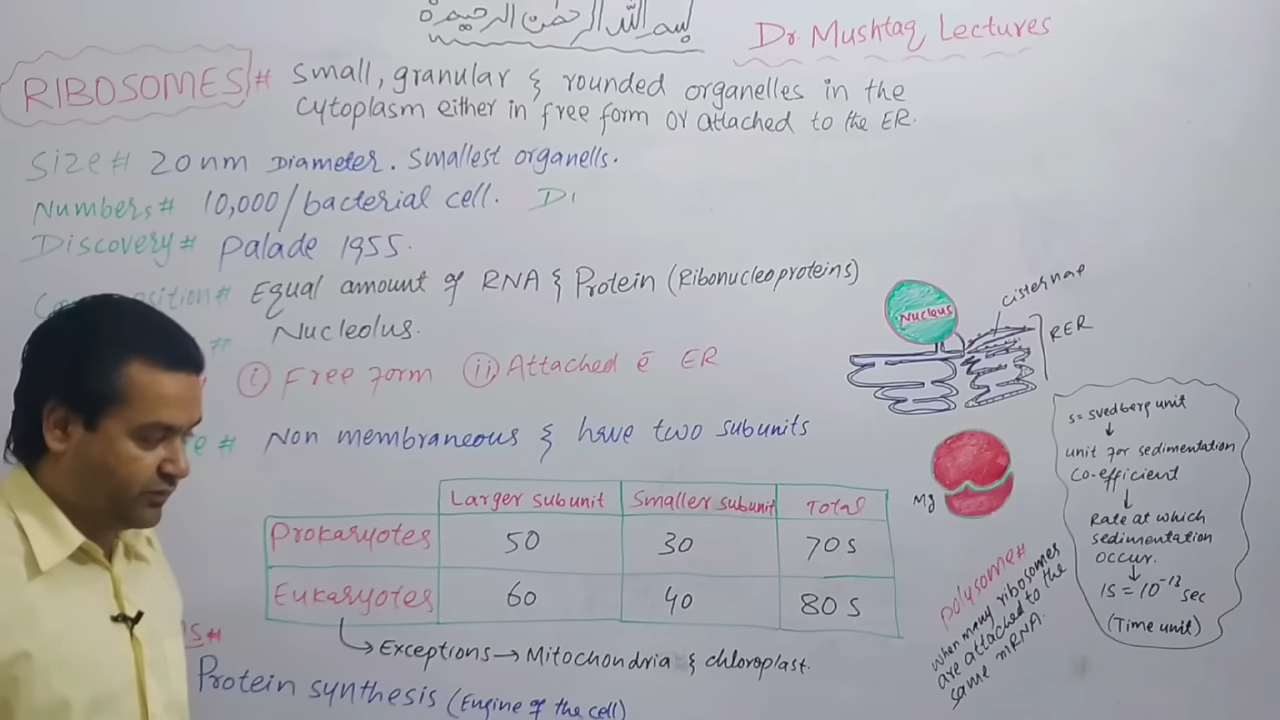 بسم الله الرحمن الرحيم
Dr. Mushtaq Lectures
RIBOSOMES# Small, granular & rounded organelles in the
cytoplasm either in free form or attached to the ER.
Size# 20nm Diameter. Smallest organells.
Numbers# 10,000/bacterial cell. Di
Discovery# Palade 1955.
Equal amount of RNA & Protein (Ribonucleoproteins)
# Nucleolus.
(i) Free form (ii) Attached ē ER
# Non membraneous & have two subunits
Larger subunit Smaller subunit Total
Prokaryotes 50 30 70S
Eukaryotes 60 40 80S
Exceptions → Mitochondria & chloroplast.
S#
Protein synthesis (Engine of the cell)
Nucleus
cisternae
RER
Mg
Polysome#
When many ribosomes
are attached to the
same mRNA.
S = Svedberg unit
↓
unit for sedimentation
co-efficient
↓
Rate at which
sedimentation
occur.
↓
1S = 10⁻¹³ sec
(Time unit)